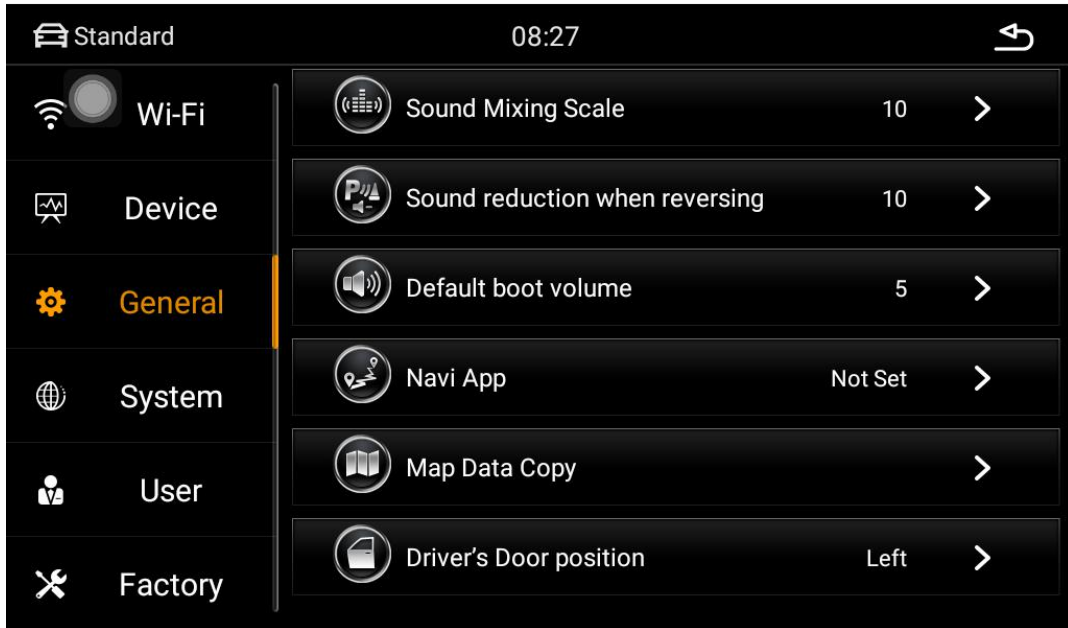 Standard 08:27
Wi-Fi
Device
General
System
User
Factory
Sound Mixing Scale 10
Sound reduction when reversing 10
Default boot volume 5
Navi App Not Set
Map Data Copy
Driver's Door position Left